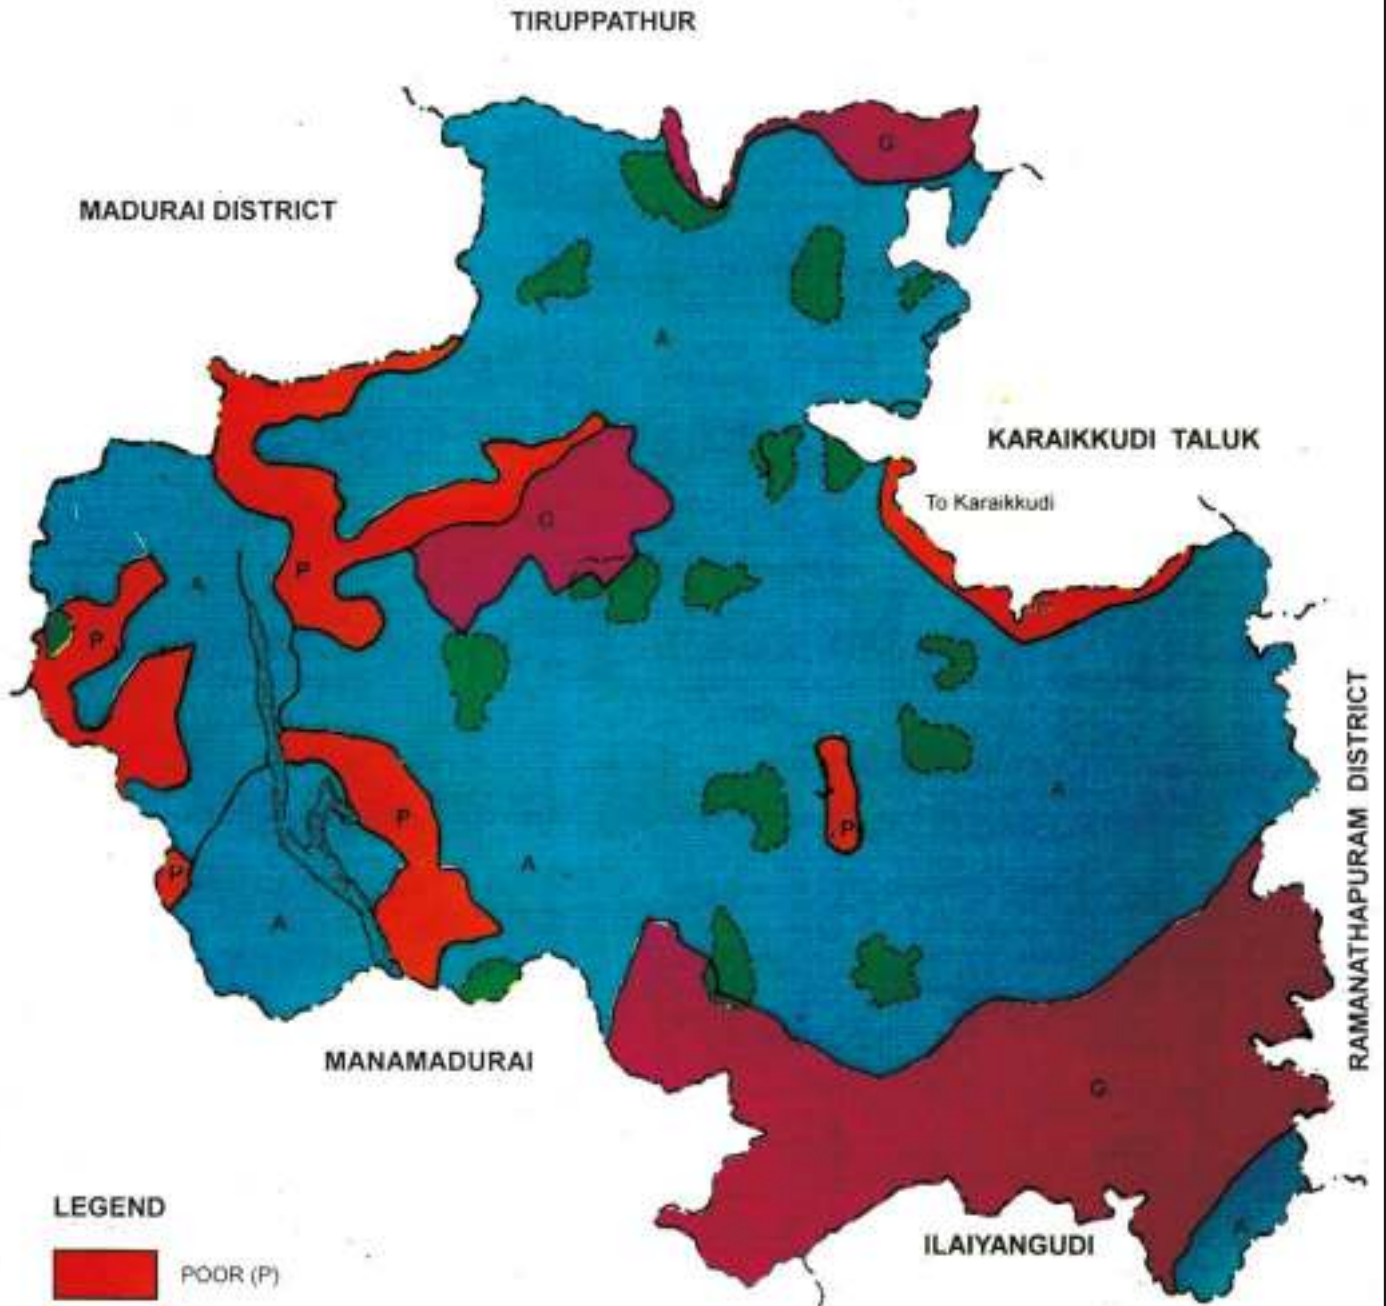 TIRUPPATHUR
G
MADURAI DISTRICT
A
KARAIKKUDI TALUK
To Karaikkudi
G
P
A
P
RAMANATHAPURAM DISTRICT
A
P
P
A
P
A
MANAMADURAI
G
LEGEND
ILAIYANGUDI
POOR (P)